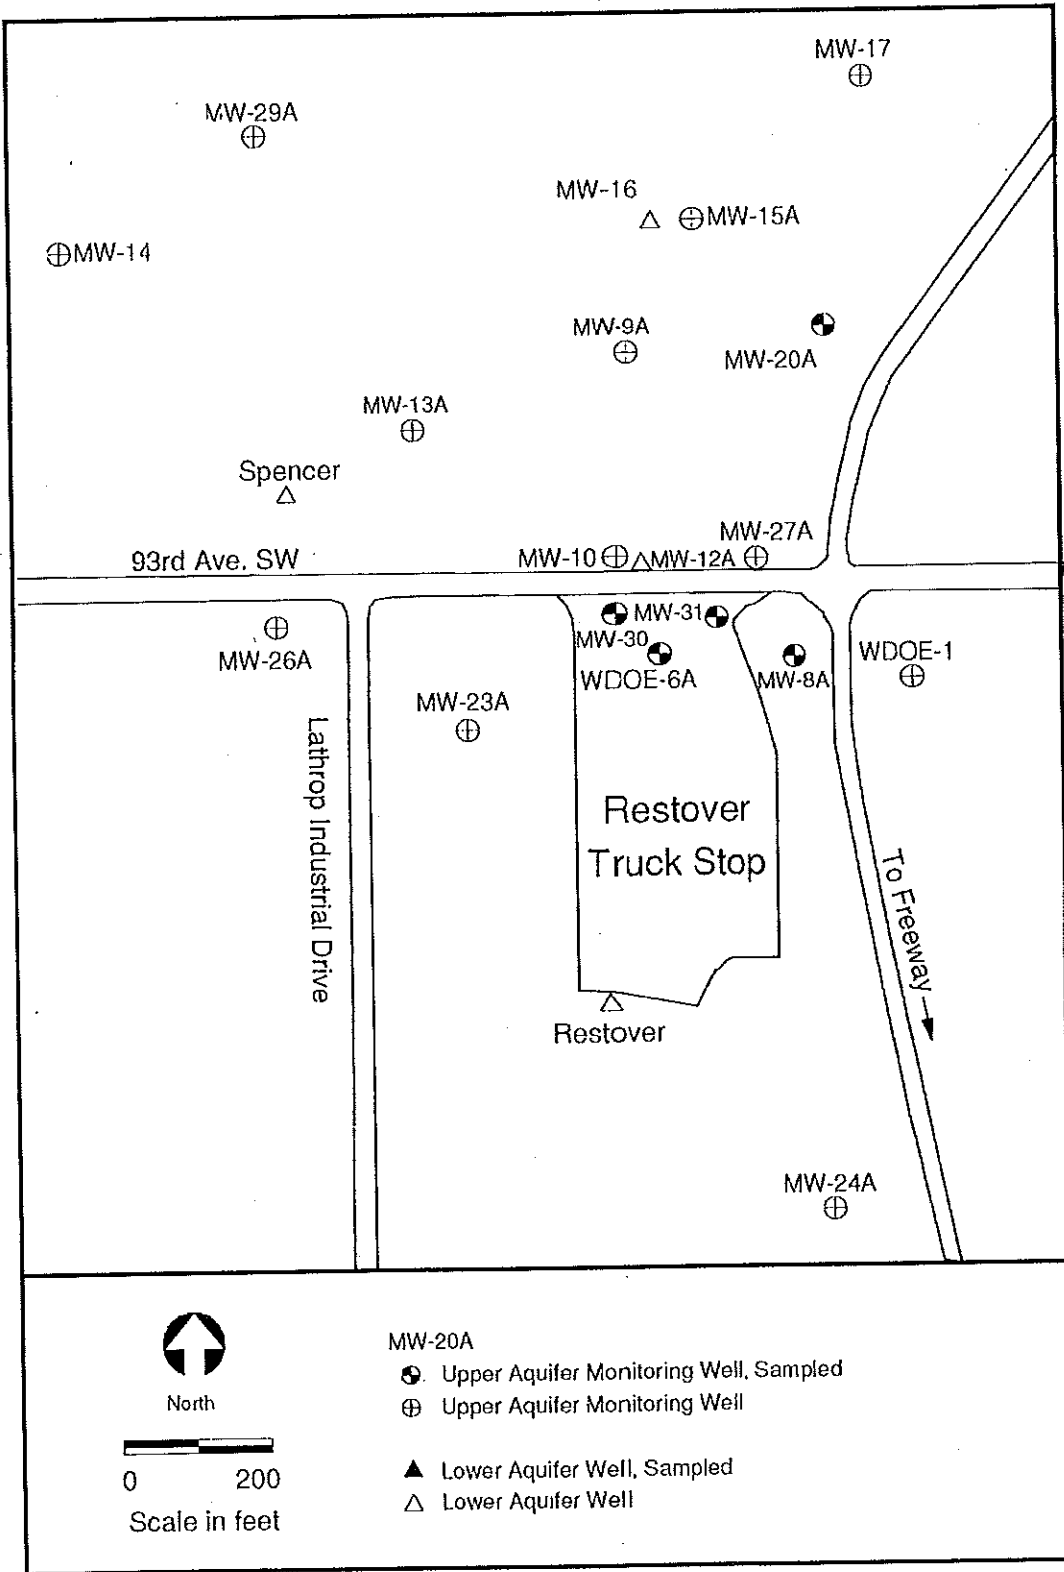 MW-17
MW-29A
MW-16
MW-15A
MW-14
MW-9A
MW-20A
MW-13A
Spencer
MW-27A
93rd Ave. SW
MW-10
MW-12A
MW-31
MW-30
MW-26A
WDOE-6A
MW-8A
WDOE-1
MW-23A
Lathrop Industrial Drive
Restover
Truck Stop
To Freeway
Restover
MW-24A
North
0 200
Scale in feet
MW-20A
Upper Aquifer Monitoring Well, Sampled
Upper Aquifer Monitoring Well
Lower Aquifer Well, Sampled
Lower Aquifer Well